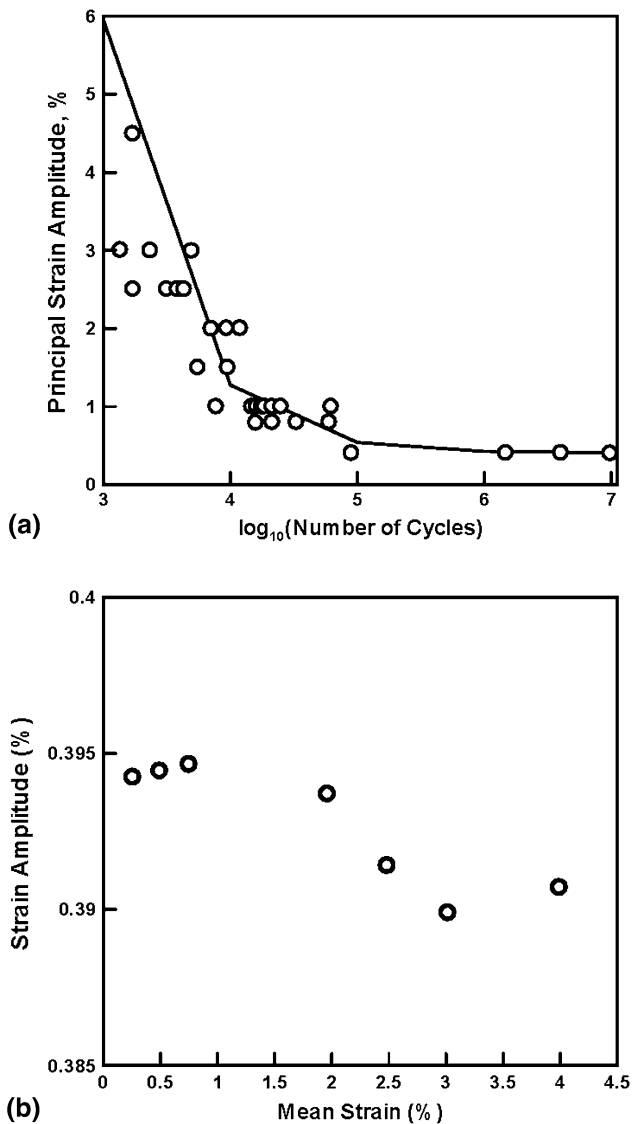 6
5
4
3
2
1
0
Principal Strain Amplitude, %
3 4 5 6 7
(a)
log₁₀(Number of Cycles)
0.4
0.395
0.39
0.385
Strain Amplitude (%)
0 0.5 1 1.5 2 2.5 3 3.5 4 4.5
(b)
Mean Strain (%)